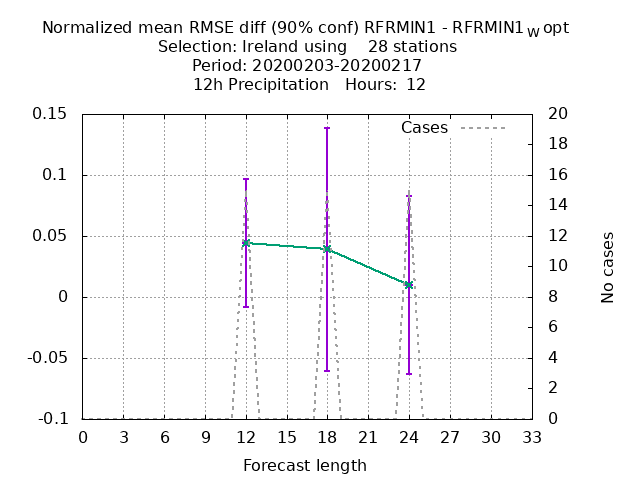 Normalized mean RMSE diff (90% conf) RFRMIN1 - RFRMIN1W opt
Selection: Ireland using 28 stations
Period: 20200203-20200217
12h Precipitation Hours: 12
Cases
0.15
0.1
0.05
0
-0.05
-0.1
20
18
16
14
12
10
8
6
4
2
0
No cases
0 3 6 9 12 15 18 21 24 27 30 33
Forecast length